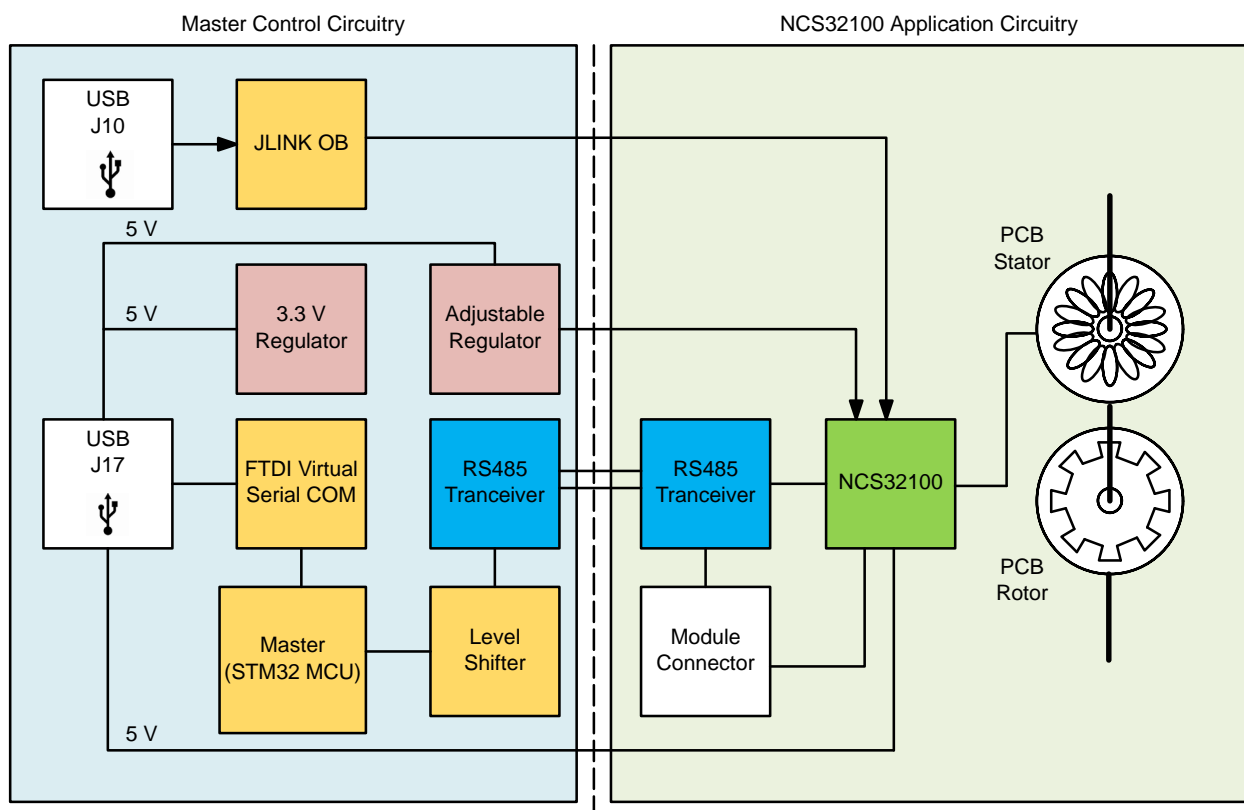 Master Control Circuitry
NCS32100 Application Circuitry
USB
J10
JLINK OB
5 V
5 V
3.3 V
Regulator
Adjustable
Regulator
PCB
Stator
USB
J17
FTDI Virtual
Serial COM
RS485
Tranceiver
RS485
Tranceiver
NCS32100
PCB
Rotor
Master
(STM32 MCU)
Level
Shifter
Module
Connector
5 V